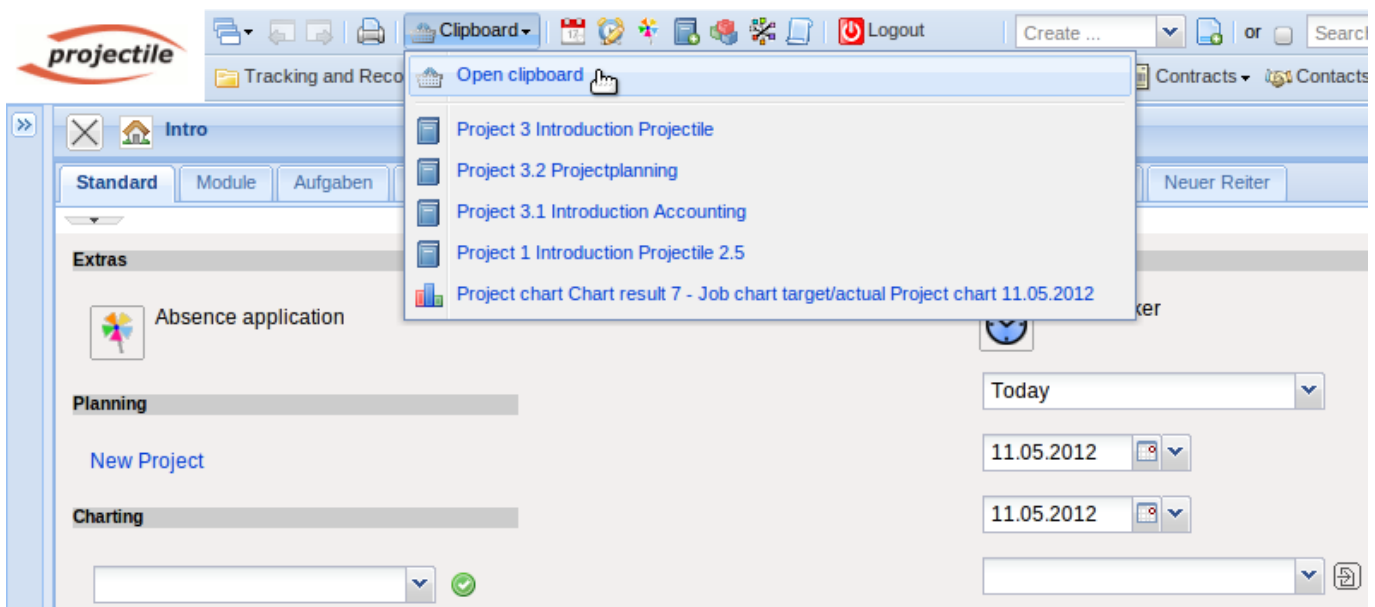 projectile
Clipboard
17
Logout
Create ...
or
Search
Tracking and Reco
Contracts
Contacts
Open clipboard
Project 3 Introduction Projectile
Project 3.2 Projectplanning
Project 3.1 Introduction Accounting
Project 1 Introduction Projectile 2.5
Project chart Chart result 7 - Job chart target/actual Project chart 11.05.2012
Intro
Standard
Module
Aufgaben
Neuer Reiter
Extras
Absence application
ker
Planning
Today
New Project
11.05.2012
Charting
11.05.2012